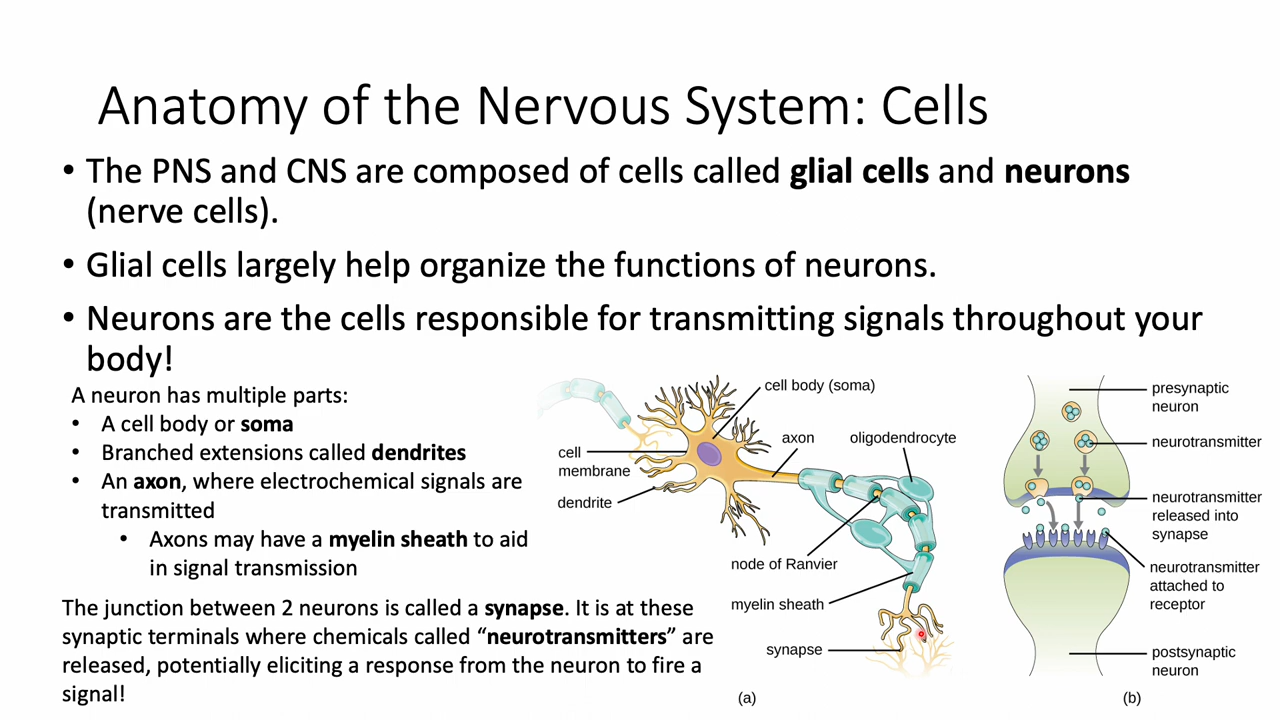 Anatomy of the Nervous System: Cells
• The PNS and CNS are composed of cells called glial cells and neurons
(nerve cells).
• Glial cells largely help organize the functions of neurons.
• Neurons are the cells responsible for transmitting signals throughout your
body!
A neuron has multiple parts:
• A cell body or soma
• Branched extensions called dendrites
• An axon, where electrochemical signals are
transmitted
• Axons may have a myelin sheath to aid
in signal transmission
The junction between 2 neurons is called a synapse. It is at these
synaptic terminals where chemicals called “neurotransmitters” are
released, potentially eliciting a response from the neuron to fire a
signal!
cell body (soma)
axon
oligodendrocyte
cell
membrane
dendrite
node of Ranvier
myelin sheath
synapse
(a)
presynaptic
neuron
neurotransmitter
neurotransmitter
released into
synapse
neurotransmitter
attached to
receptor
postsynaptic
neuron
(b)